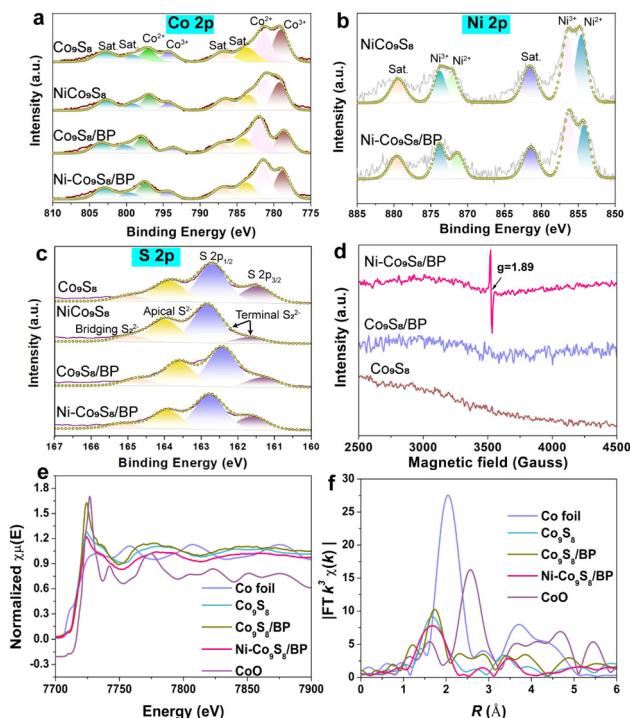 a Co 2p
Co²⁺ Co³⁺
Co₉S₈ Sat. Sat. Co²⁺ Co³⁺ Sat. Sat.
NiCo₉S₈
Co₉S₈/BP
Ni-Co₉S₈/BP
Intensity (a.u.)
810 805 800 795 790 785 780 775
Binding Energy (eV)
b Ni 2p
NiCo₉S₈ Ni³⁺ Ni²⁺
Sat. Ni³⁺ Ni²⁺ Sat.
Ni-Co₉S₈/BP
Intensity (a.u.)
885 880 875 870 865 860 855 850
Binding Energy (eV)
c S 2p
S 2p₁/₂
Co₉S₈ S 2p₃/₂
NiCo₉S₈
Apical S²⁻ Terminal S₂²⁻
Bridging S₂²⁻
Co₉S₈/BP
Ni-Co₉S₈/BP
Intensity (a.u.)
167 166 165 164 163 162 161 160
Binding Energy (eV)
d
Ni-Co₉S₈/BP
g=1.89
Co₉S₈/BP
Co₉S₈
Intensity (a.u.)
2500 3000 3500 4000 4500
Magnetic field (Gauss)
e
1.8
1.5
1.2
0.9
0.6
0.3
0.0
-0.3
Normalized χμ(E)
Co foil
Co₉S₈
Co₉S₈/BP
Ni-Co₉S₈/BP
CoO
7700 7750 7800 7850 7900
Energy (eV)
f
30
25
20
15
10
5
0
|FT k³ χ(k) |
Co foil
Co₉S₈
Co₉S₈/BP
Ni-Co₉S₈/BP
CoO
0 1 2 3 4 5 6
R (Å)